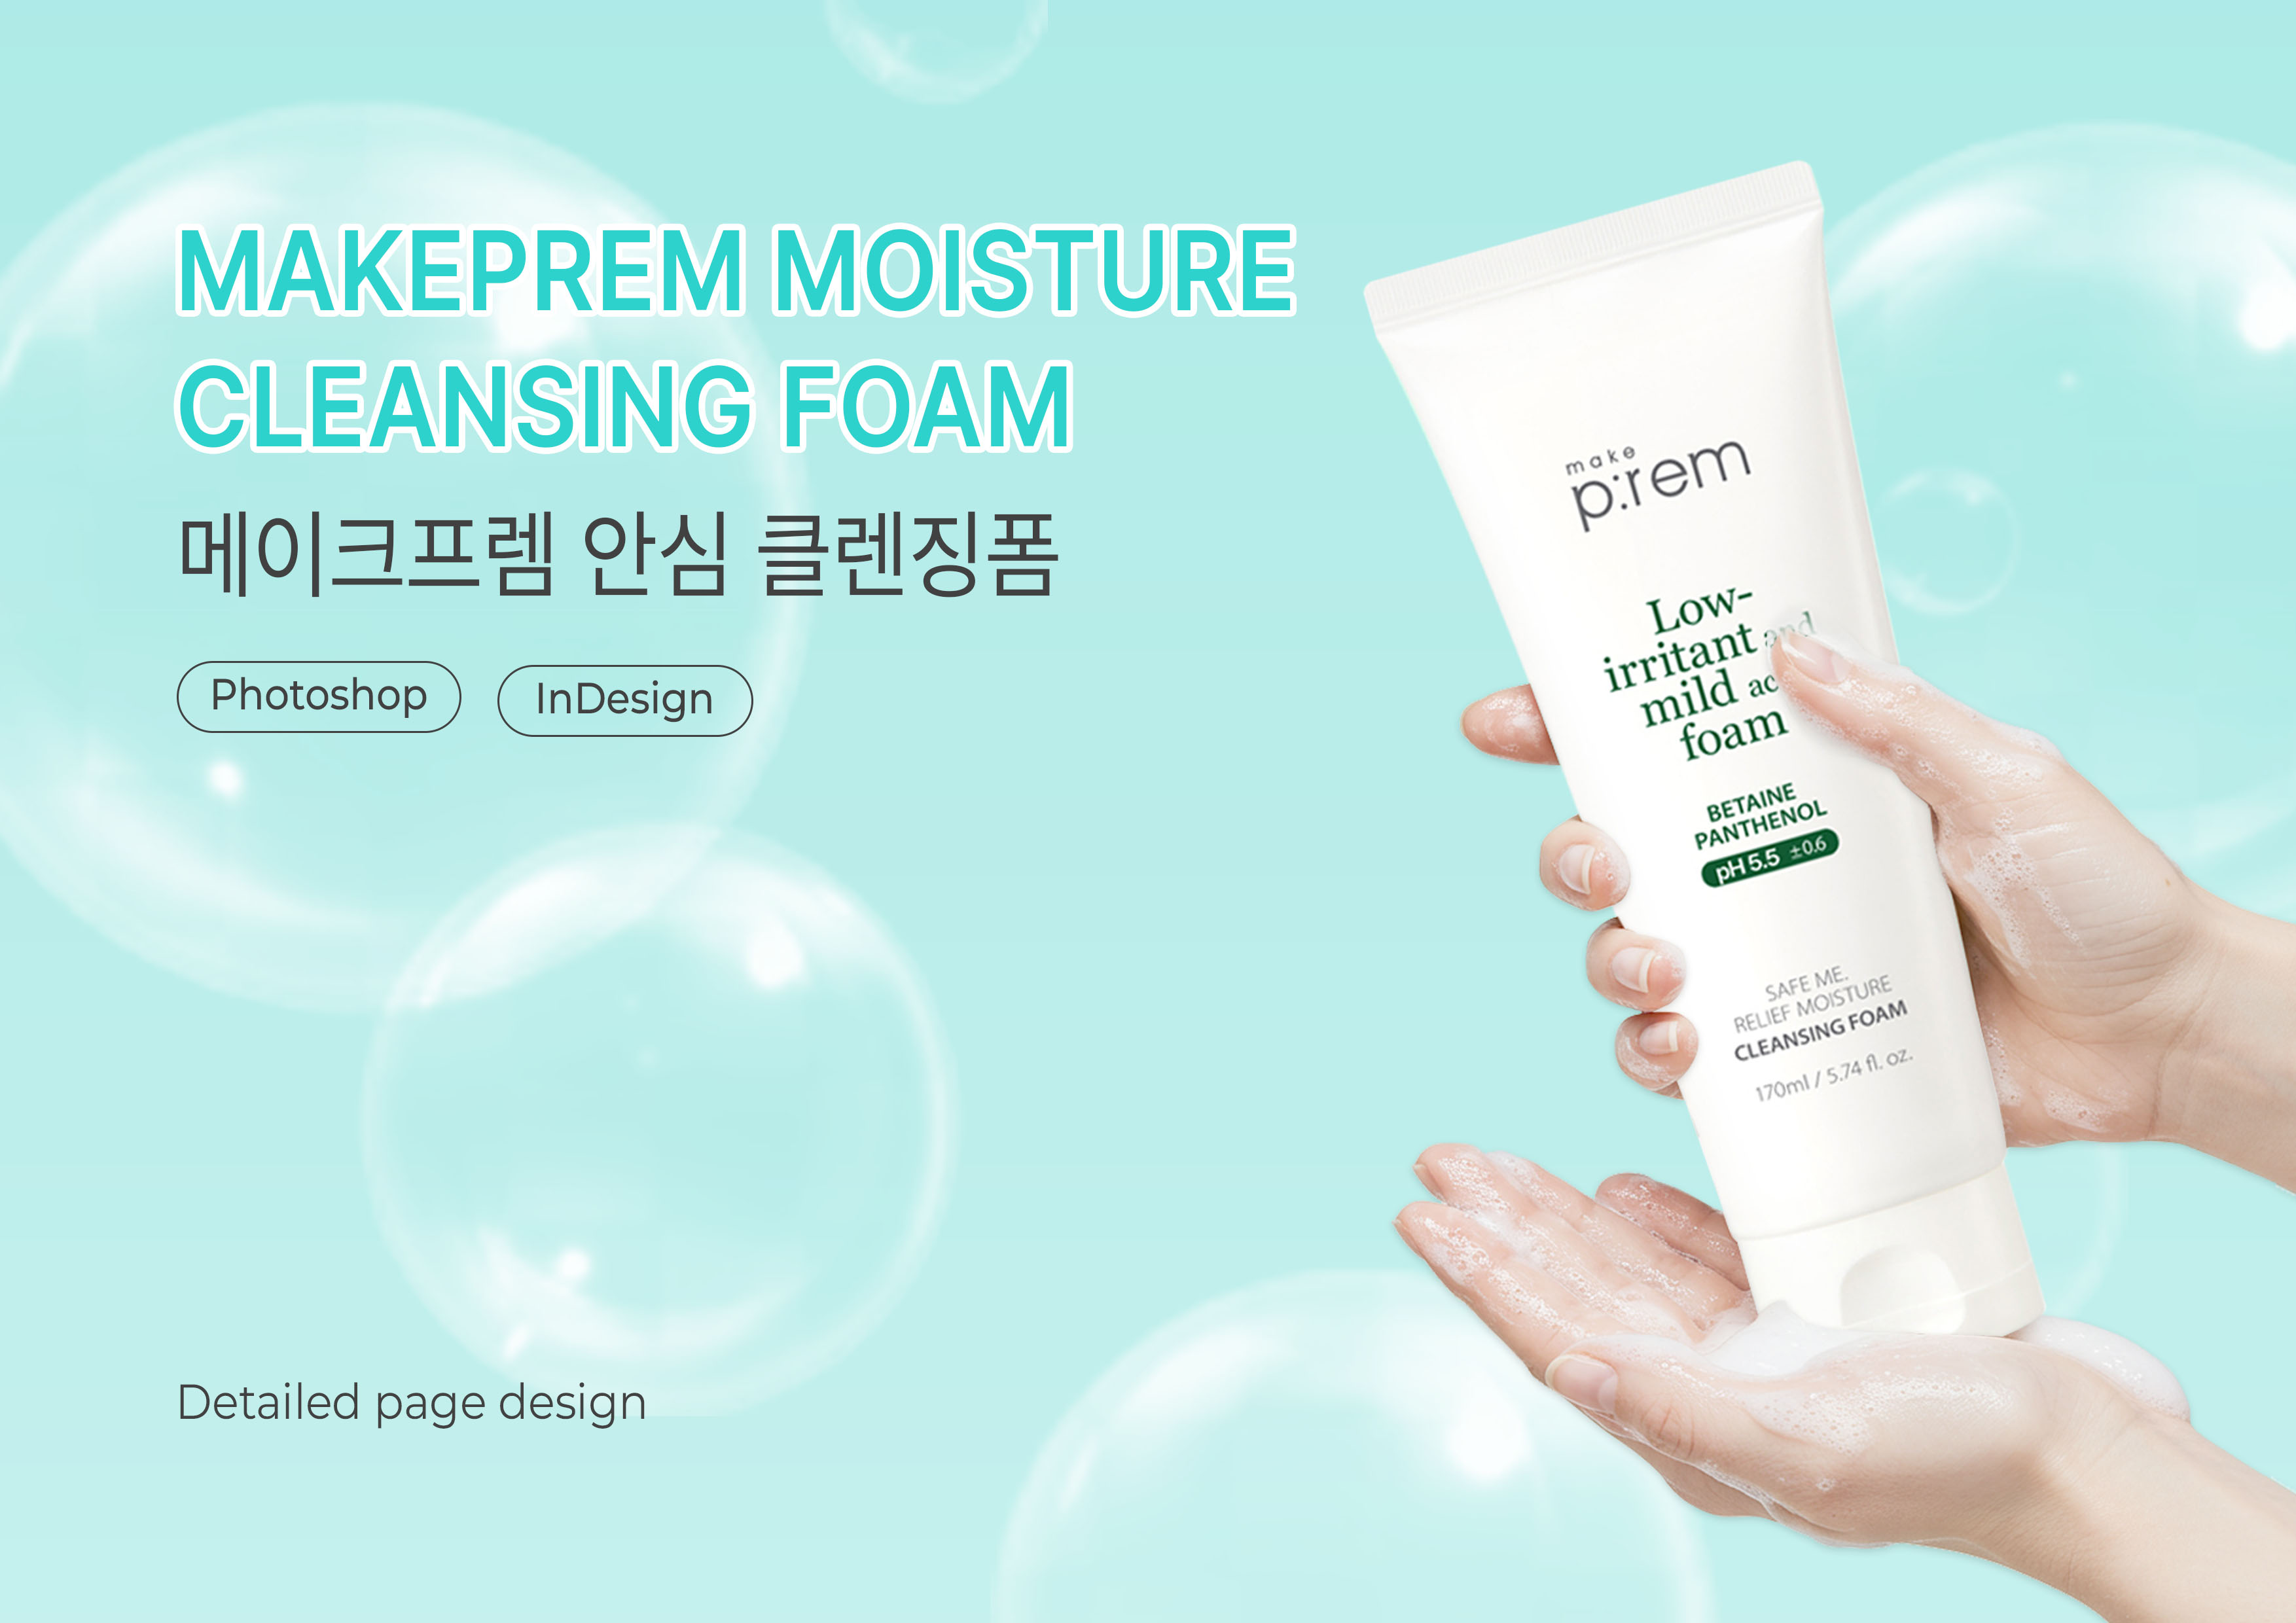 MAKEPREM MOISTURE
CLEANSING FOAM
메이크프렘 안심 클렌징폼
Photoshop
InDesign
Detailed page design
make
p:rem
Low-
irritant and
mild ac
foam
BETAINE
PANTHENOL
pH 5.5 ±0.6
SAFE ME.
RELIEF MOISTURE
CLEANSING FOAM
170ml / 5.74 fl. oz.